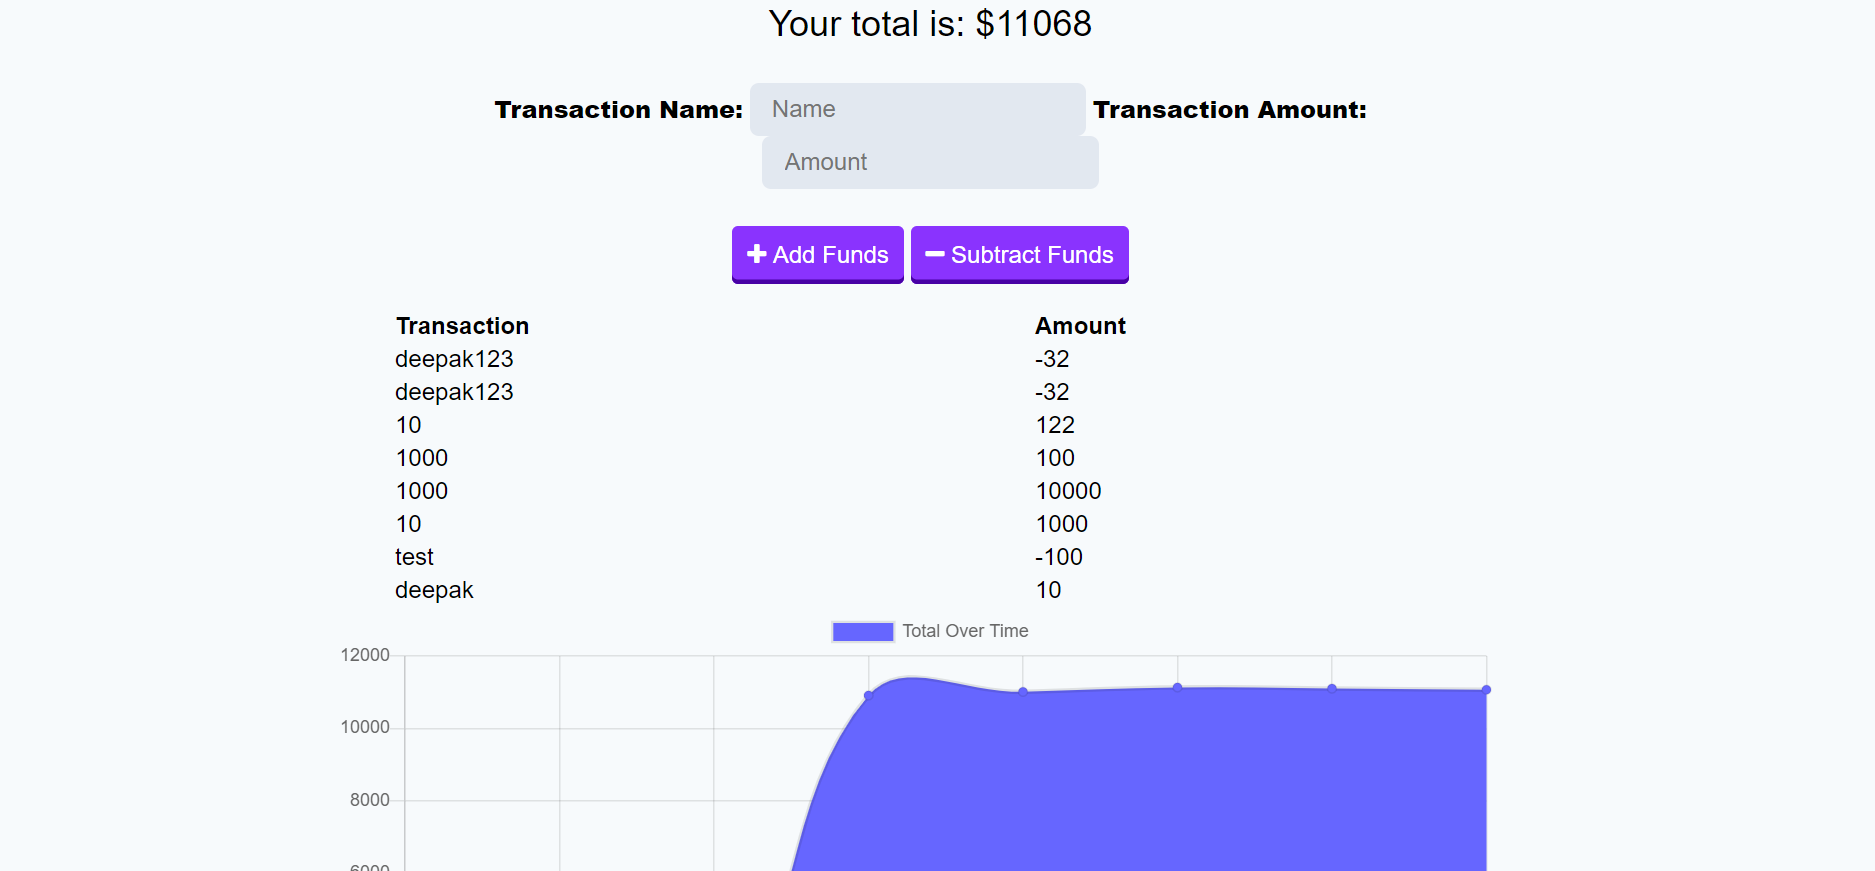 Your total is: $11068
Transaction Name: Name Transaction Amount:
Amount
Add Funds Subtract Funds
Transaction Amount
deepak123 -32
deepak123 -32
10 122
1000 100
1000 10000
10 1000
test -100
deepak 10
Total Over Time
12000
10000
8000
6000